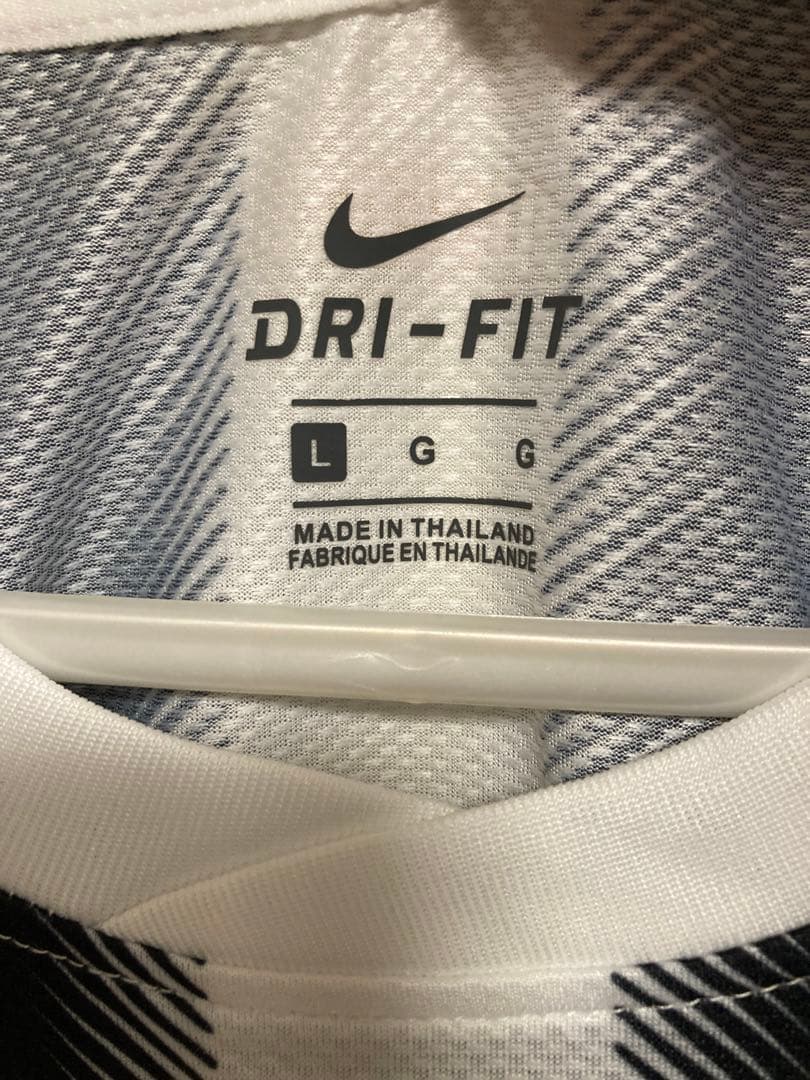 DRI-FIT
L G G
MADE IN THAILAND
FABRIQUE EN THAILANDE